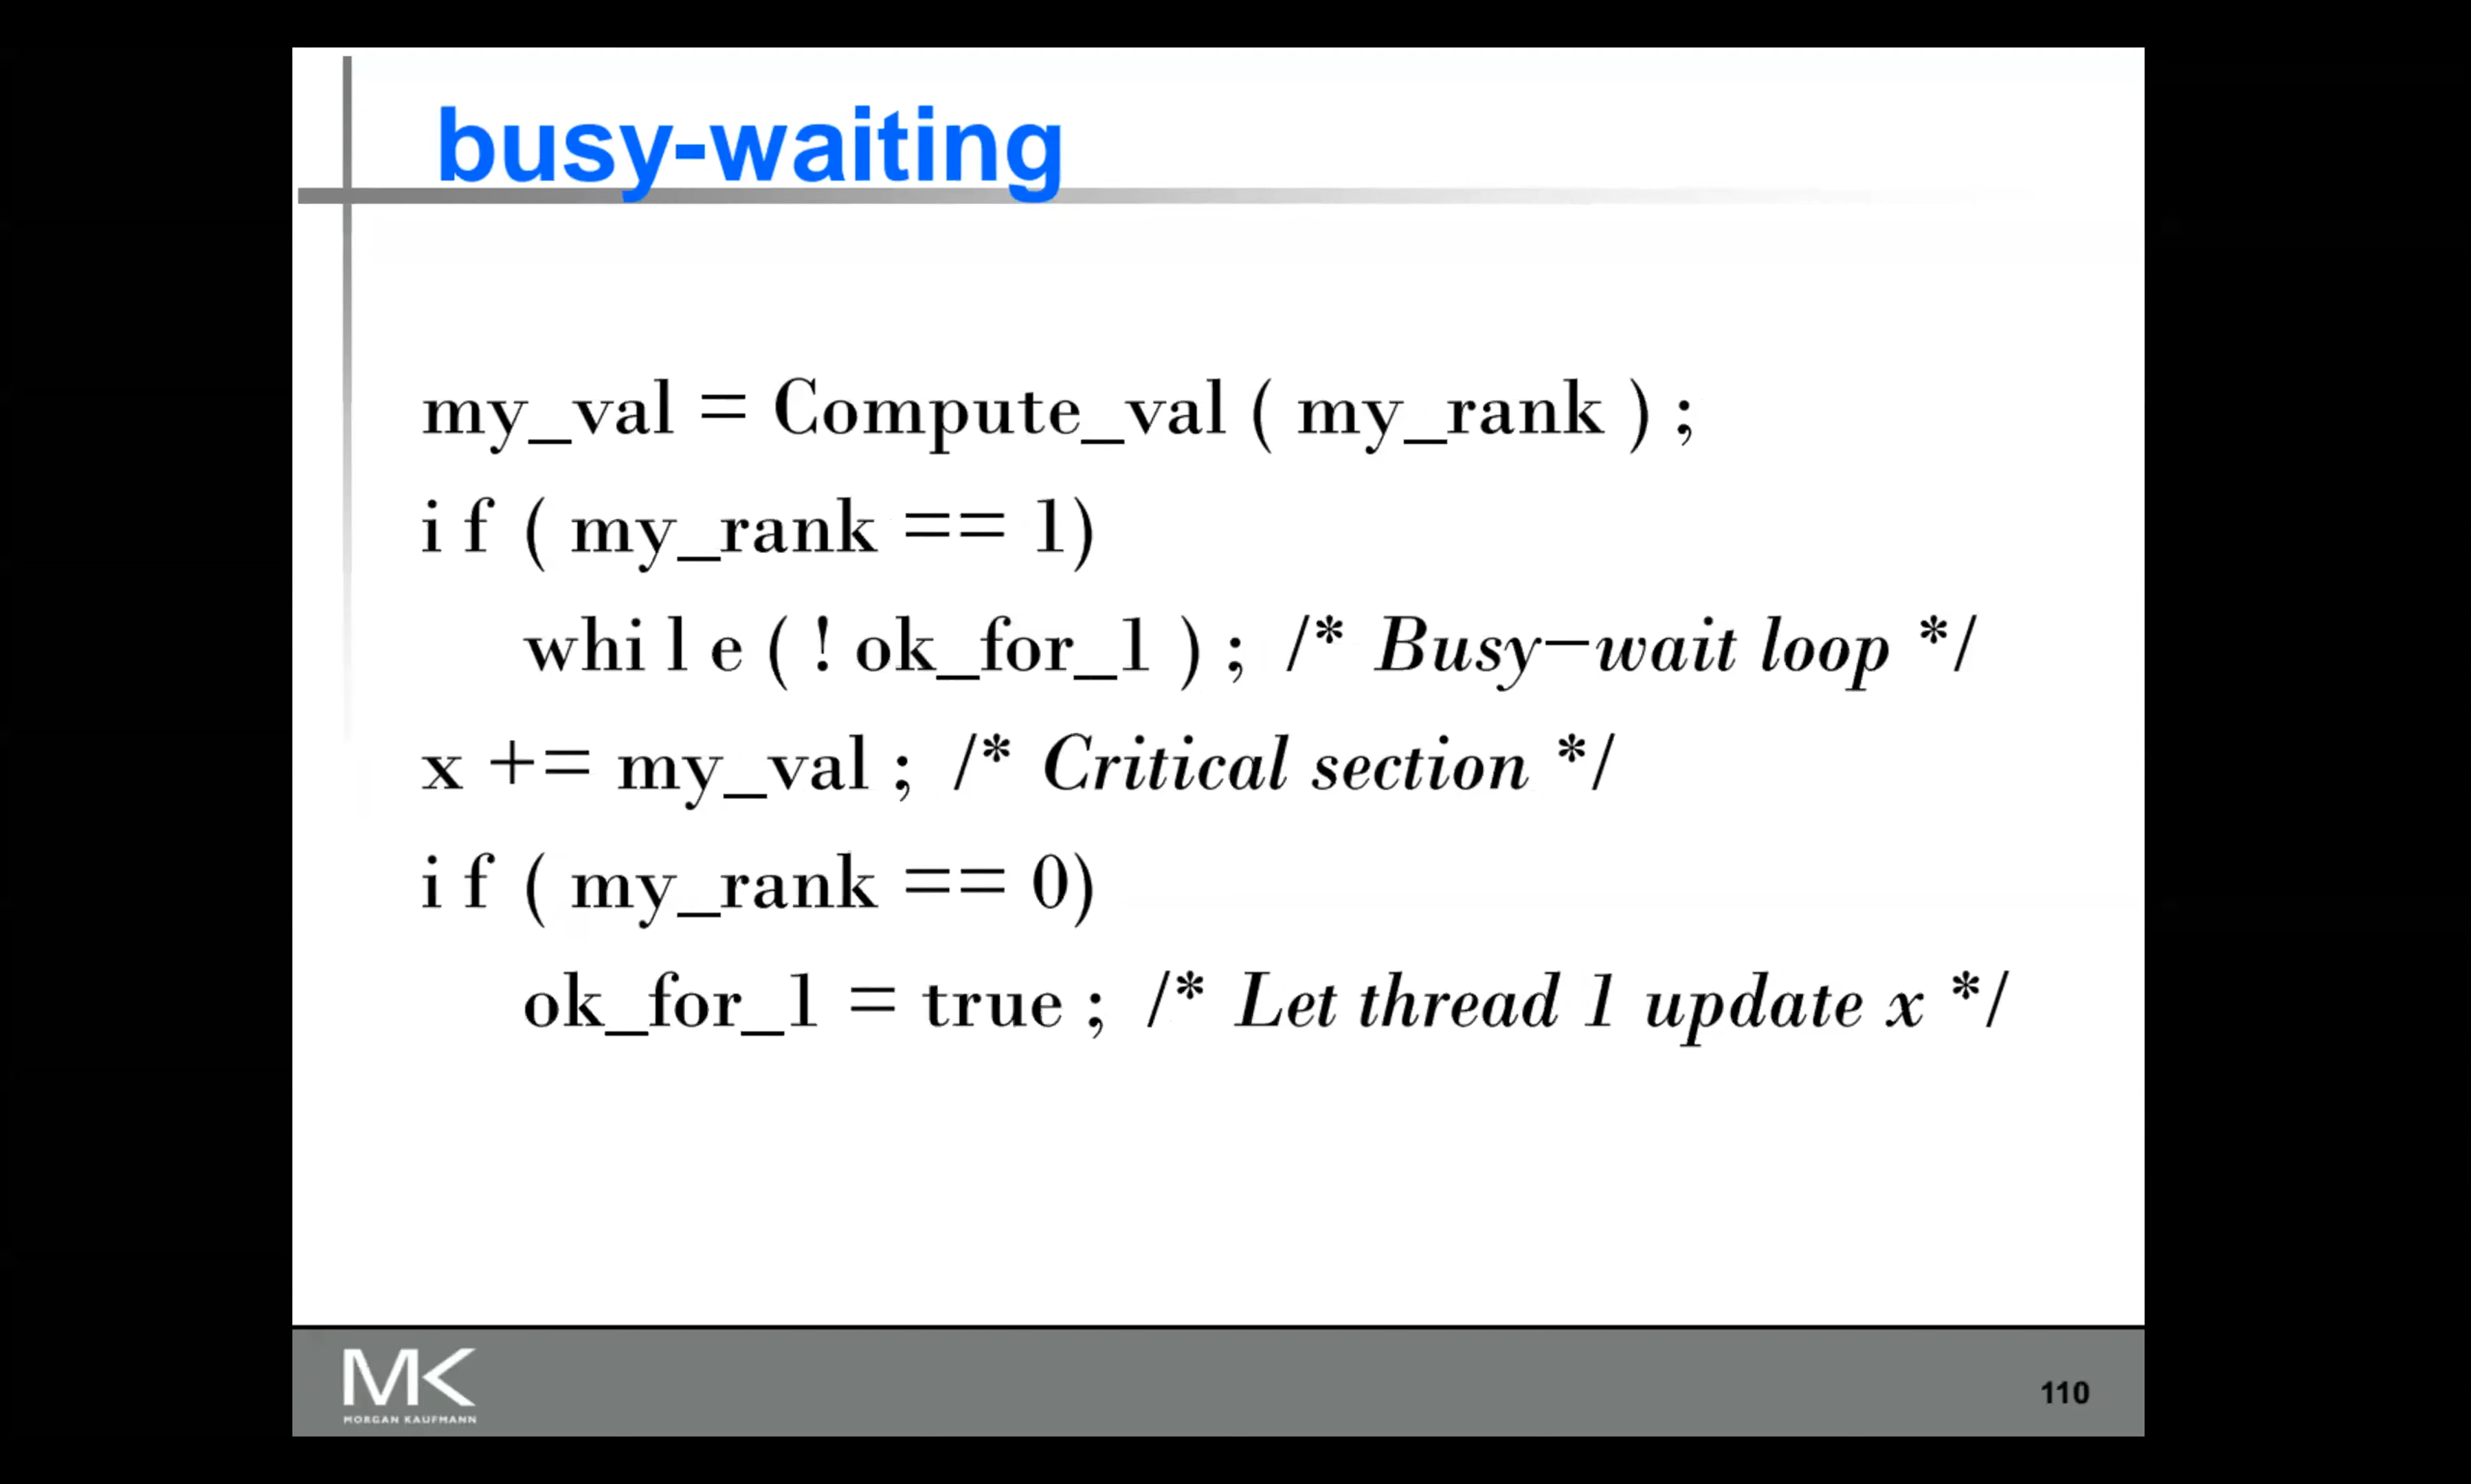 busy-waiting
my_val = Compute_val ( my_rank ) ;
i f ( my_rank == 1)
whi l e ( ! ok_for_1 ) ; /* Busy−wait loop */
x += my_val ; /* Critical section */
i f ( my_rank == 0)
ok_for_1 = true ; /* Let thread 1 update x */
MK
MORGAN KAUFMANN
110